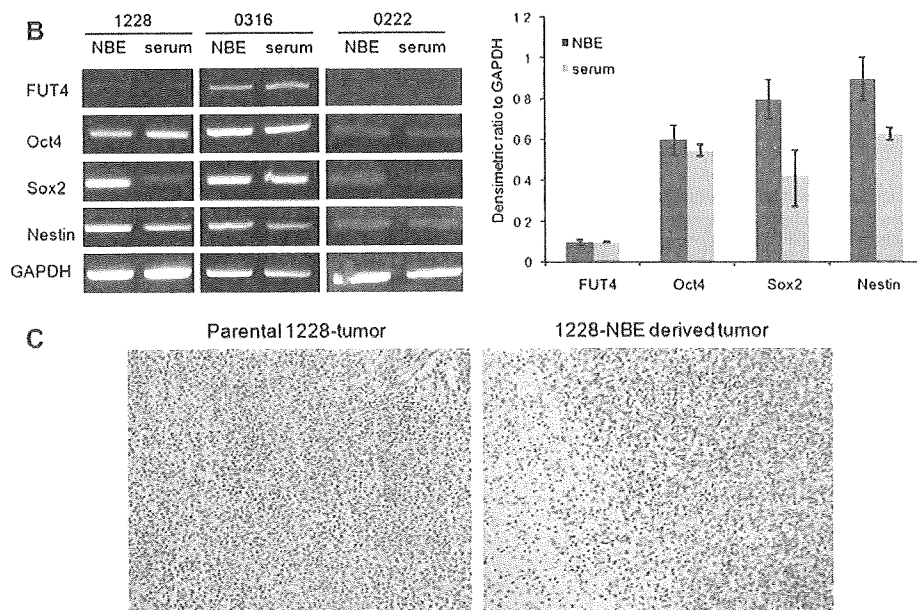 B
1228 0316 0222
NBE serum NBE serum NBE serum
FUT4
Oct4
Sox2
Nestin
GAPDH
Densimetric ratio to GAPDH
1.2
1
0.8
0.6
0.4
0.2
0
NBE
serum
FUT4 Oct4 Sox2 Nestin
C
Parental 1228-tumor 1228-NBE derived tumor